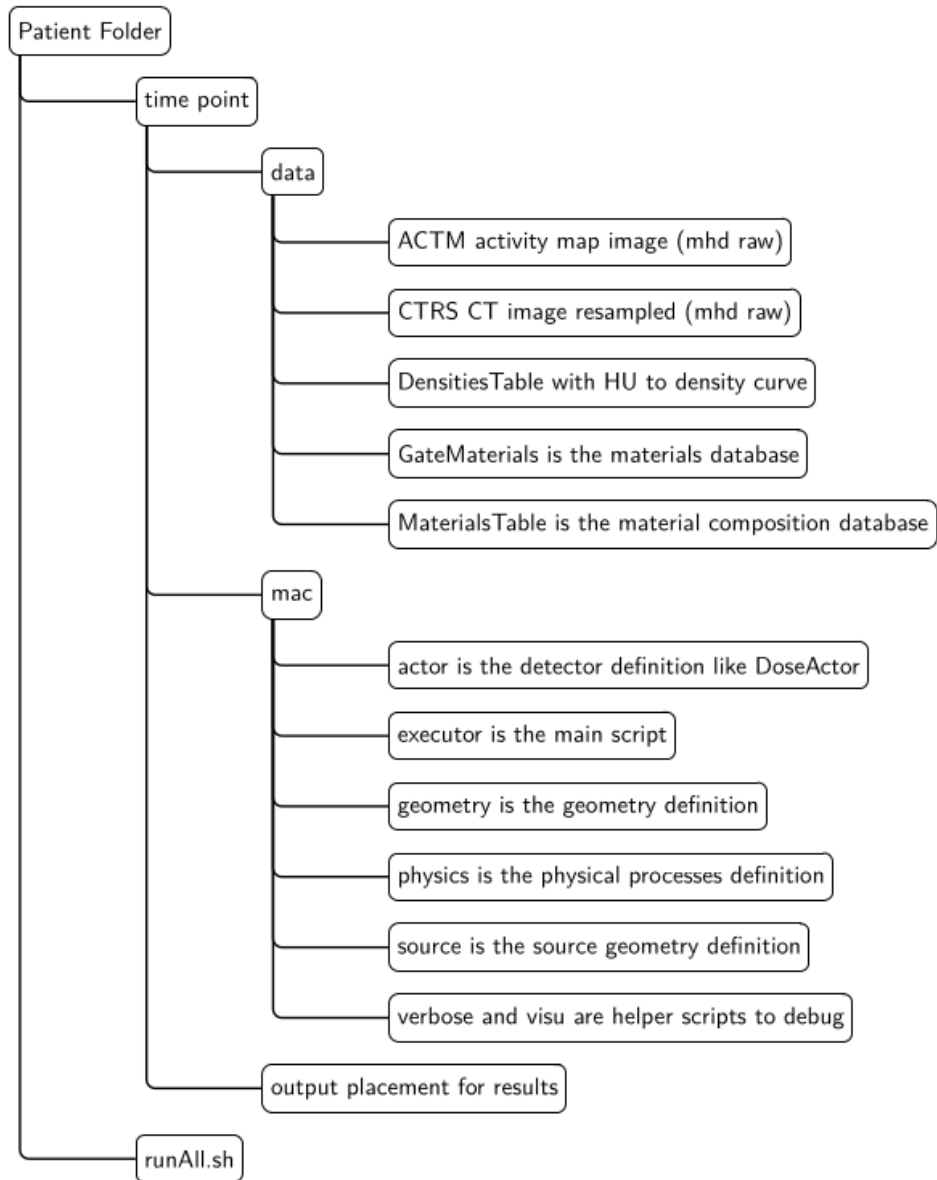 Patient Folder
time point
data
ACTM activity map image (mhd raw)
CTRS CT image resampled (mhd raw)
DensitiesTable with HU to density curve
GateMaterials is the materials database
MaterialsTable is the material composition database
mac
actor is the detector definition like DoseActor
executor is the main script
geometry is the geometry definition
physics is the physical processes definition
source is the source geometry definition
verbose and visu are helper scripts to debug
output placement for results
runAll.sh